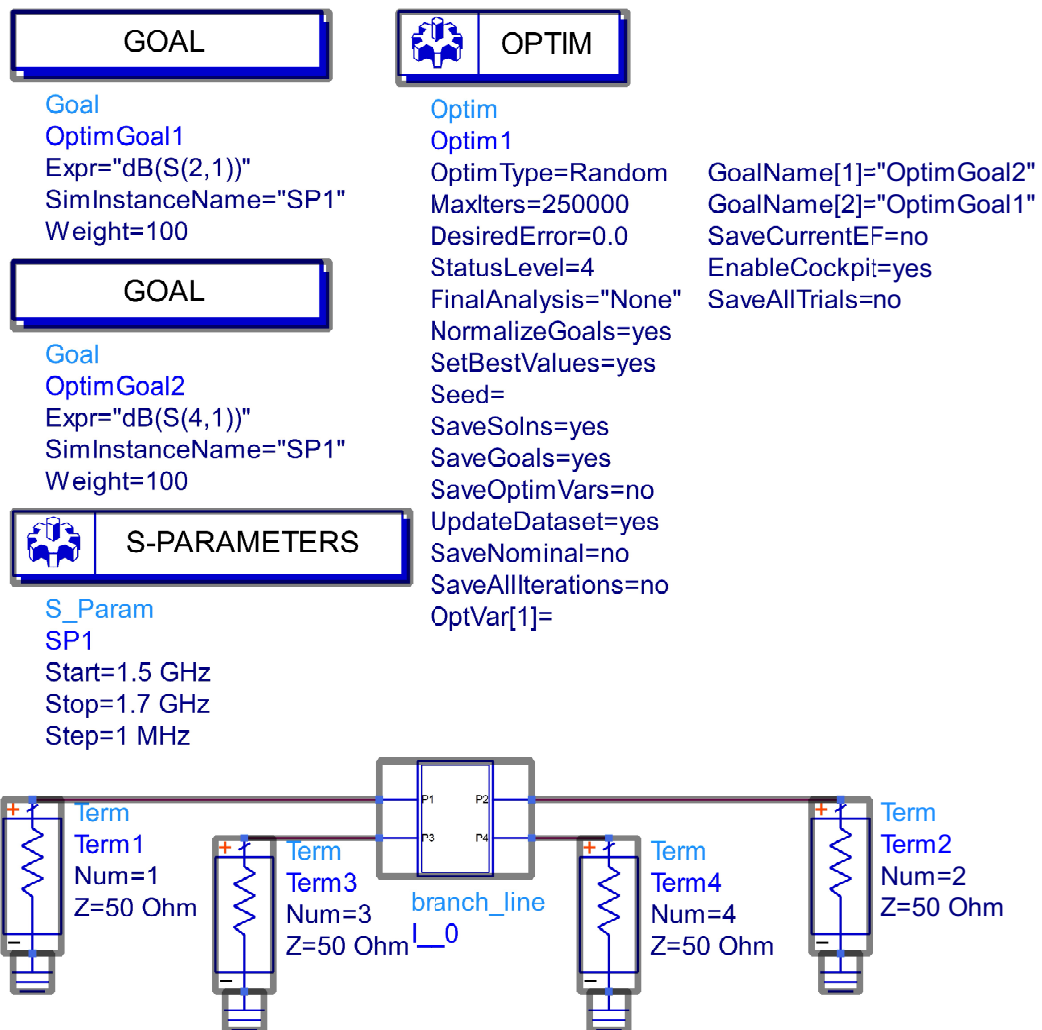 GOAL
Goal
OptimGoal1
Expr="dB(S(2,1))"
SimInstanceName="SP1"
Weight=100
GOAL
Goal
OptimGoal2
Expr="dB(S(4,1))"
SimInstanceName="SP1"
Weight=100
S-PARAMETERS
S_Param
SP1
Start=1.5 GHz
Stop=1.7 GHz
Step=1 MHz
OPTIM
Optim
Optim1
OptimType=Random
MaxIters=250000
DesiredError=0.0
StatusLevel=4
FinalAnalysis="None"
NormalizeGoals=yes
SetBestValues=yes
Seed=
SaveSolns=yes
SaveGoals=yes
SaveOptimVars=no
UpdateDataset=yes
SaveNominal=no
SaveAllIterations=no
OptVar[1]=
GoalName[1]="OptimGoal2"
GoalName[2]="OptimGoal1"
SaveCurrentEF=no
EnableCockpit=yes
SaveAllTrials=no
+
Term
Term1
Num=1
Z=50 Ohm
+
Term
Term3
Num=3
Z=50 Ohm
P1
P2
P3
P4
branch_line
I__0
+
Term
Term4
Num=4
Z=50 Ohm
+
Term
Term2
Num=2
Z=50 Ohm